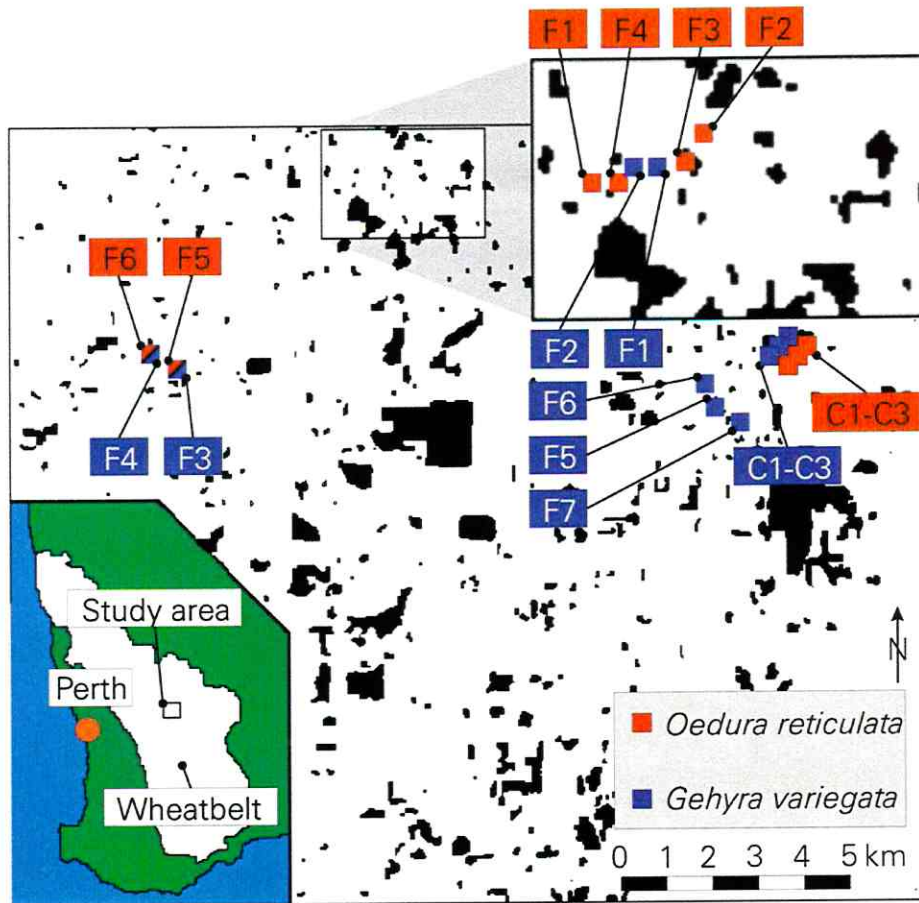 F1 F4 F3 F2
F6 F5
F2 F1
F6
C1-C3
F4 F3
F5
C1-C3
F7
Study area
N
Perth
Oedura reticulata
Gehyra variegata
Wheatbelt
0 1 2 3 4 5 km